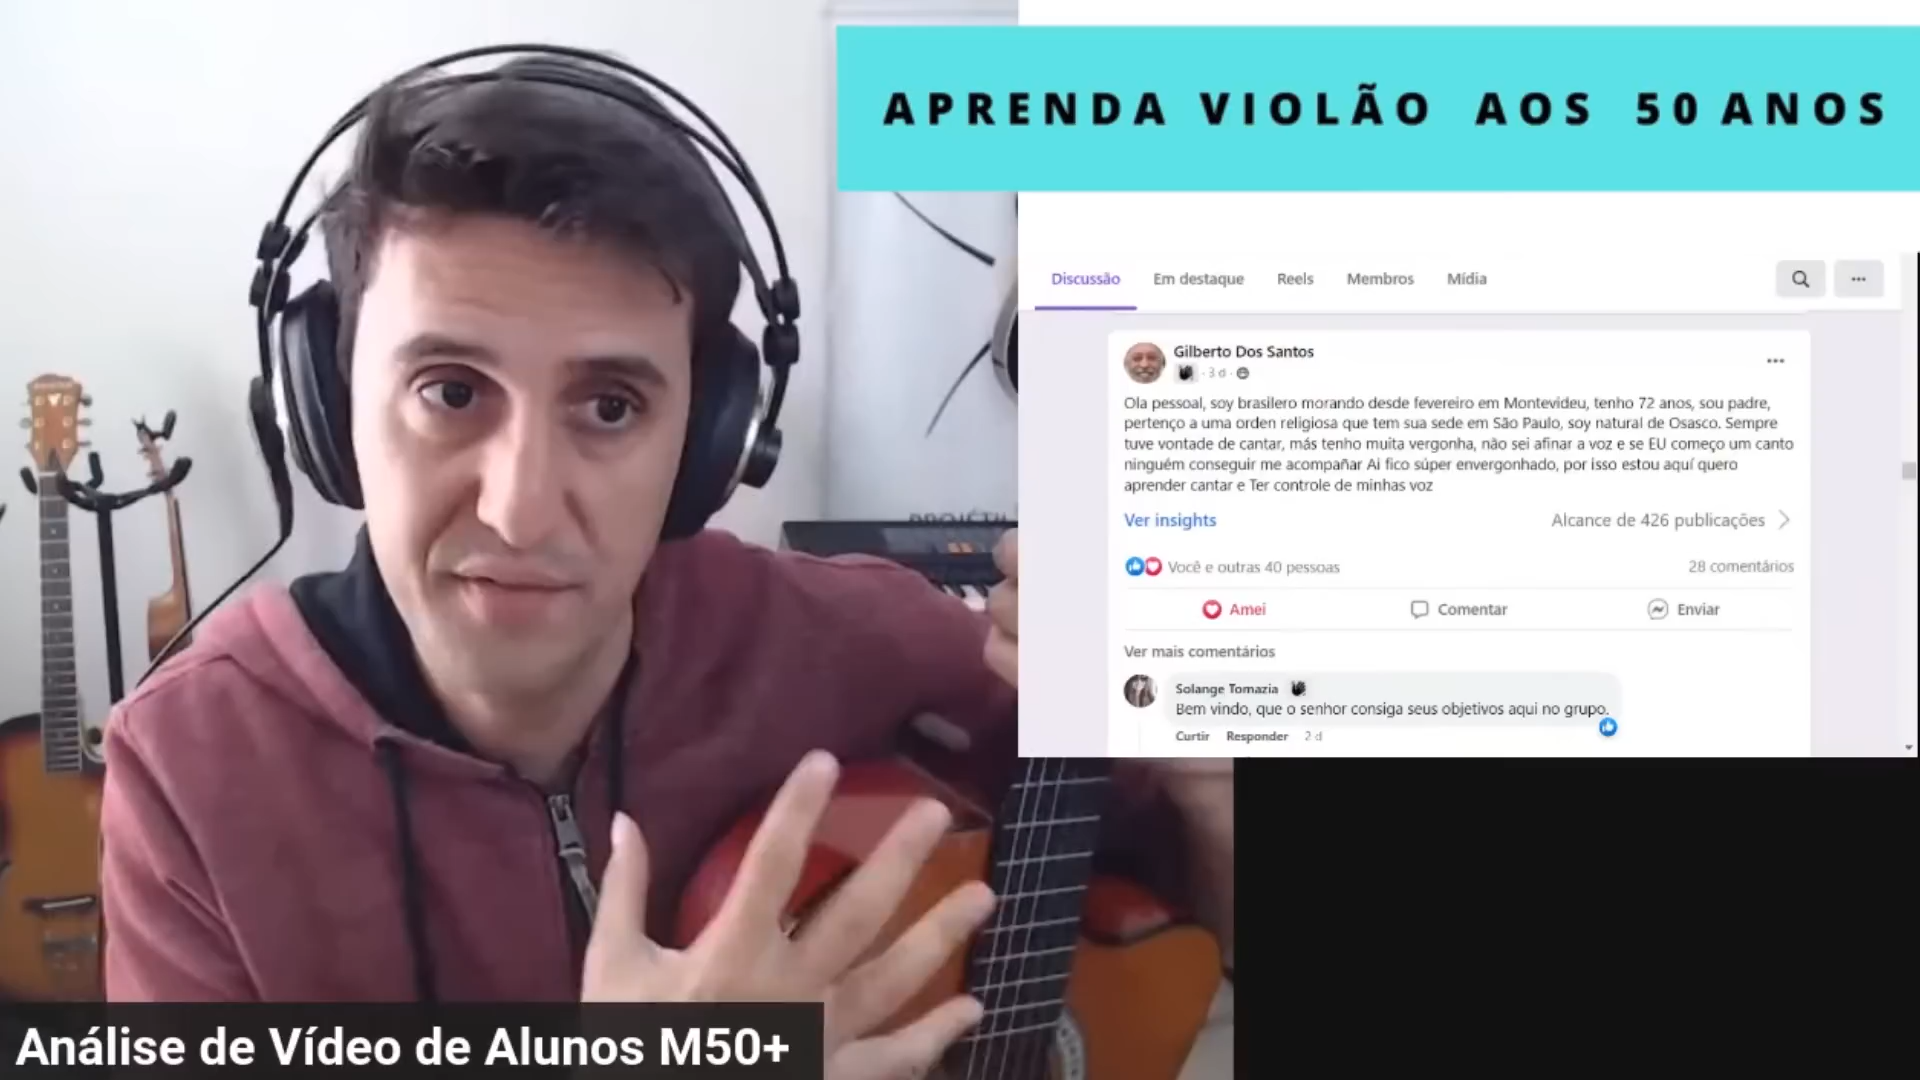 APRENDA VIOLÃO AOS 50 ANOS
Discussão Em destaque Reels Membros Mídia
Gilberto Dos Santos
3 d
Ola pessoal, soy brasilero morando desde fevereiro em Montevideu, tenho 72 anos, sou padre,
pertenço a uma orden religiosa que tem sua sede em São Paulo, soy natural de Osasco. Sempre
tuve vontade de cantar, más tenho muita vergonha, não sei afinar a voz e se EU começo um canto
ninguém conseguir me acompañar Ai fico súper envergonhado, por isso estou aquí quero
aprender cantar e Ter controle de minhas voz
Ver insights
Alcance de 426 publicações
Você e outras 40 pessoas
28 comentários
Amei Comentar Enviar
Ver mais comentários
Solange Tomazia
Bem vindo, que o senhor consiga seus objetivos aqui no grupo.
Curtir Responder 2 d
Análise de Vídeo de Alunos M50+